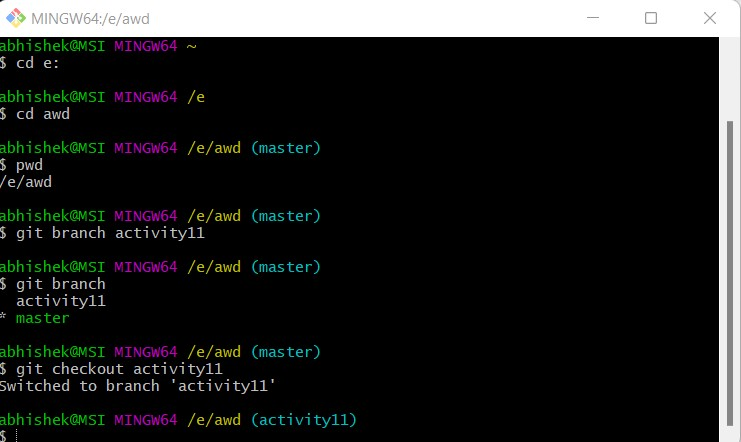 MINGW64:/e/awd
abhishek@MSI MINGW64 ~
$ cd e:
abhishek@MSI MINGW64 /e
$ cd awd
abhishek@MSI MINGW64 /e/awd (master)
$ pwd
/e/awd
abhishek@MSI MINGW64 /e/awd (master)
$ git branch activity11
abhishek@MSI MINGW64 /e/awd (master)
$ git branch
  activity11
* master
abhishek@MSI MINGW64 /e/awd (master)
$ git checkout activity11
Switched to branch 'activity11'
abhishek@MSI MINGW64 /e/awd (activity11)
$